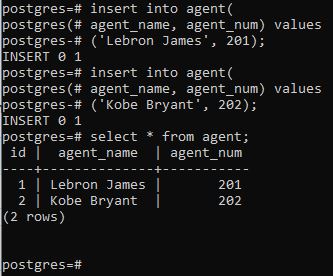 postgres=# insert into agent(
postgres(# agent_name, agent_num) values
postgres-# ('Lebron James', 201);
INSERT 0 1
postgres=# insert into agent(
postgres(# agent_name, agent_num) values
postgres-# ('Kobe Bryant', 202);
INSERT 0 1
postgres=# select * from agent;
 id |  agent_name  | agent_num
----+--------------+-----------
  1 | Lebron James |       201
  2 | Kobe Bryant  |       202
(2 rows)
postgres=#